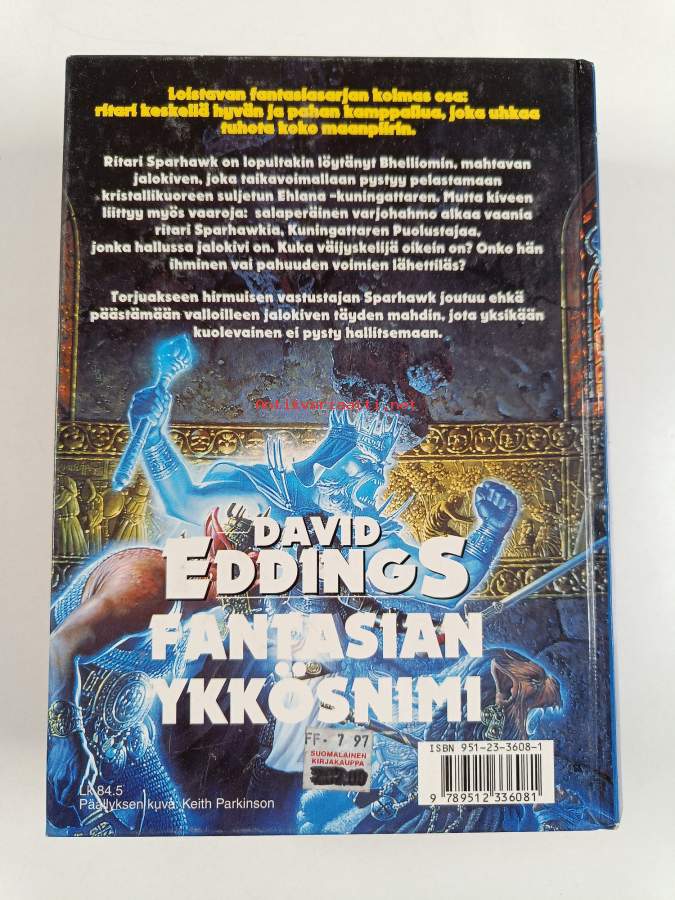 Loistavan fantasiasarjan kolmas osa:
ritari keskellä hyvän ja pahan kamppailua, joka uhkaa
tuhota koko maanpiirin.
Ritari Sparhawk on lopultakin löytänyt Bhelliomin, mahtavan
jalokiven, joka taikavoimallaan pystyy pelastamaan
kristallikuoreen suljetun Ehlana -kuningattaren. Mutta kiveen
liittyy myös vaaroja: salaperäinen varjohahmo alkaa vaania
ritari Sparhawkia, Kuningattaren Puolustajaa,
jonka hallussa jalokivi on. Kuka väijyskelijä oikein on? Onko hän
ihminen vai pahuuden voimien lähettiläs?
Torjuakseen hirmuisen vastustajan Sparhawk joutuu ehkä
päästämään valloilleen jalokiven täyden mahdin, jota yksikään
kuolevainen ei pysty hallitsemaan.
Antikvariaatti.net
DAVID
EDDINGS
FANTASIAN
YKKÖSNIMI
FF. 7 97
SUOMALAINEN
KIRJAKAUPPA
ISBN 951-23-3608-1
9 789512 336081
Lk 84.5
Päällyksen kuva: Keith Parkinson